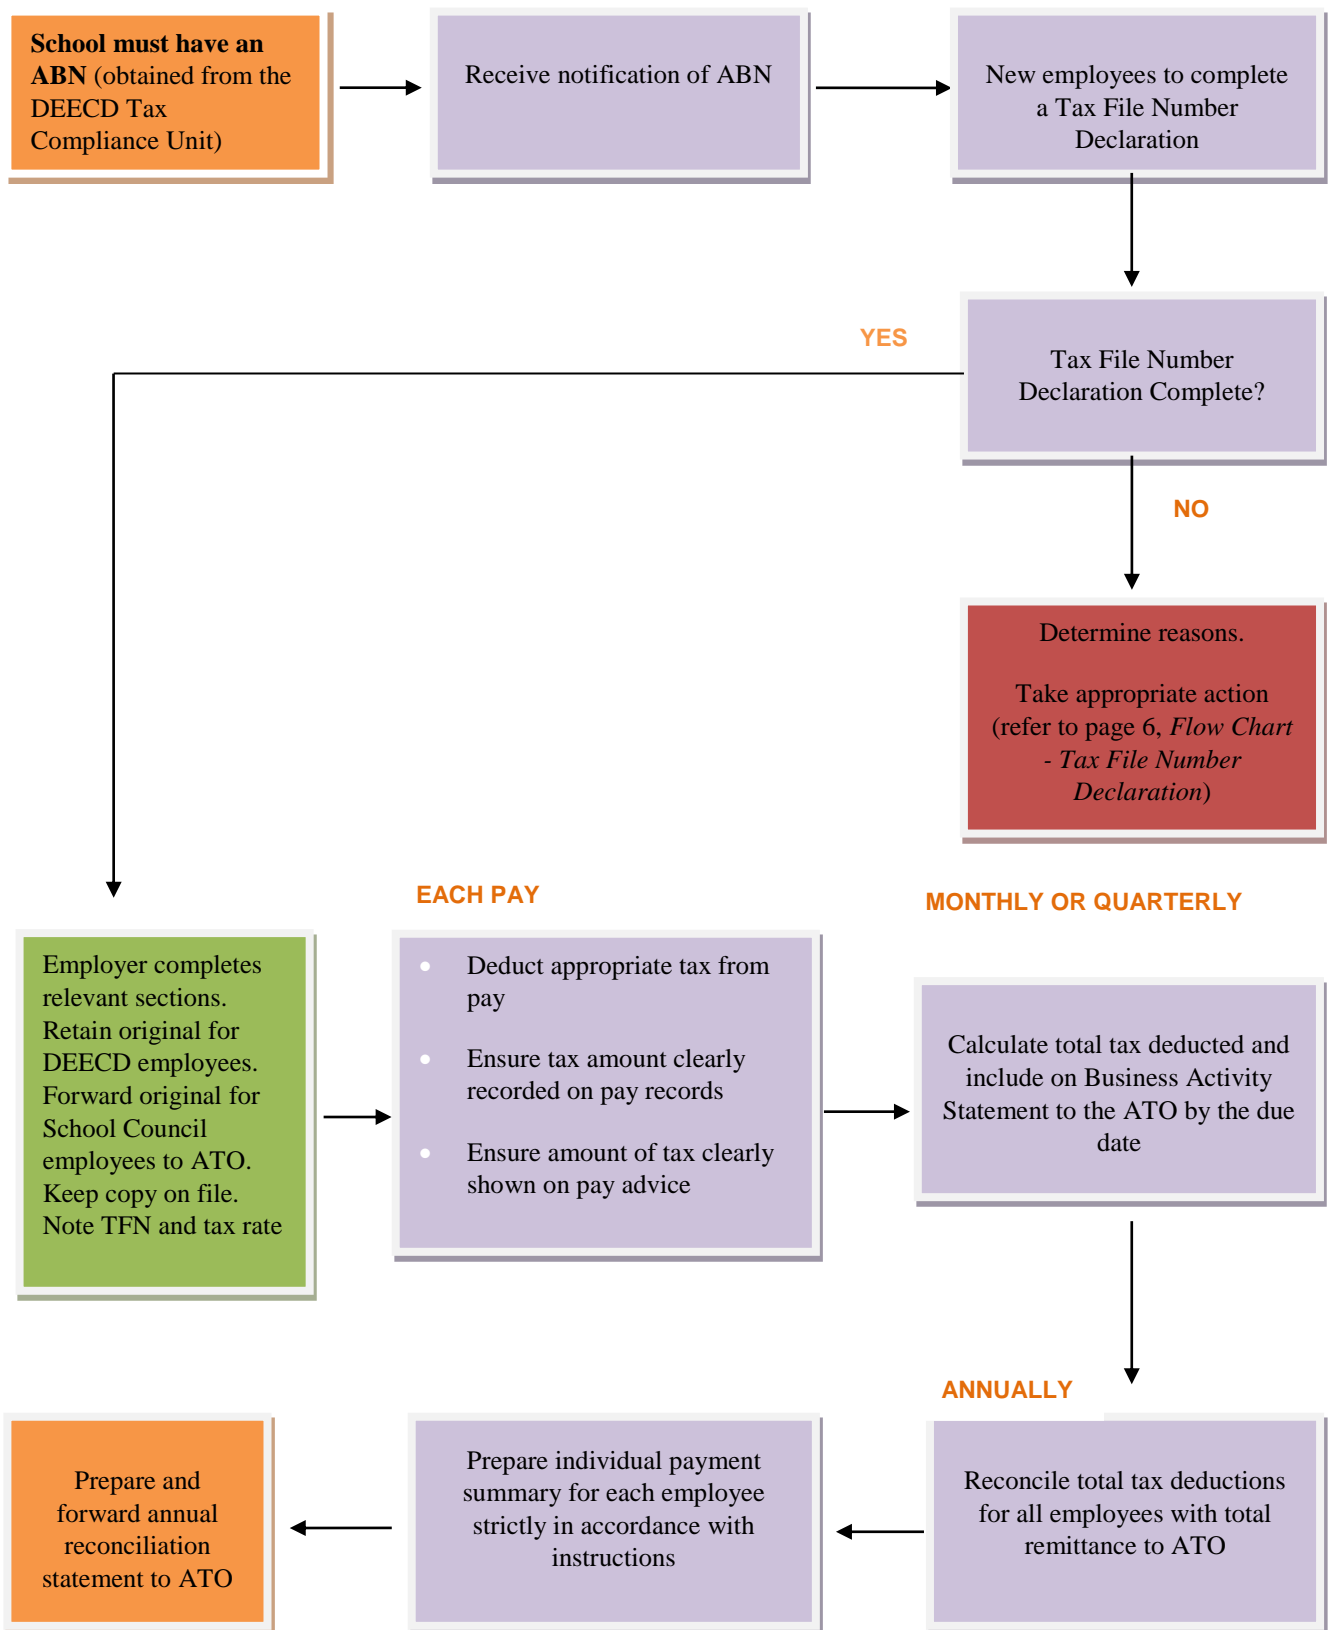 School must have an
ABN (obtained from the
DEECD Tax
Compliance Unit)
Receive notification of ABN
New employees to complete
a Tax File Number
Declaration
YES
Tax File Number
Declaration Complete?
NO
Determine reasons.
Take appropriate action
(refer to page 6, Flow Chart
- Tax File Number
Declaration)
EACH PAY
MONTHLY OR QUARTERLY
Employer completes
relevant sections.
Retain original for
DEECD employees.
Forward original for
School Council
employees to ATO.
Keep copy on file.
Note TFN and tax rate
• Deduct appropriate tax from
pay
• Ensure tax amount clearly
recorded on pay records
• Ensure amount of tax clearly
shown on pay advice
Calculate total tax deducted and
include on Business Activity
Statement to the ATO by the due
date
ANNUALLY
Prepare and
forward annual
reconciliation
statement to ATO
Prepare individual payment
summary for each employee
strictly in accordance with
instructions
Reconcile total tax deductions
for all employees with total
remittance to ATO